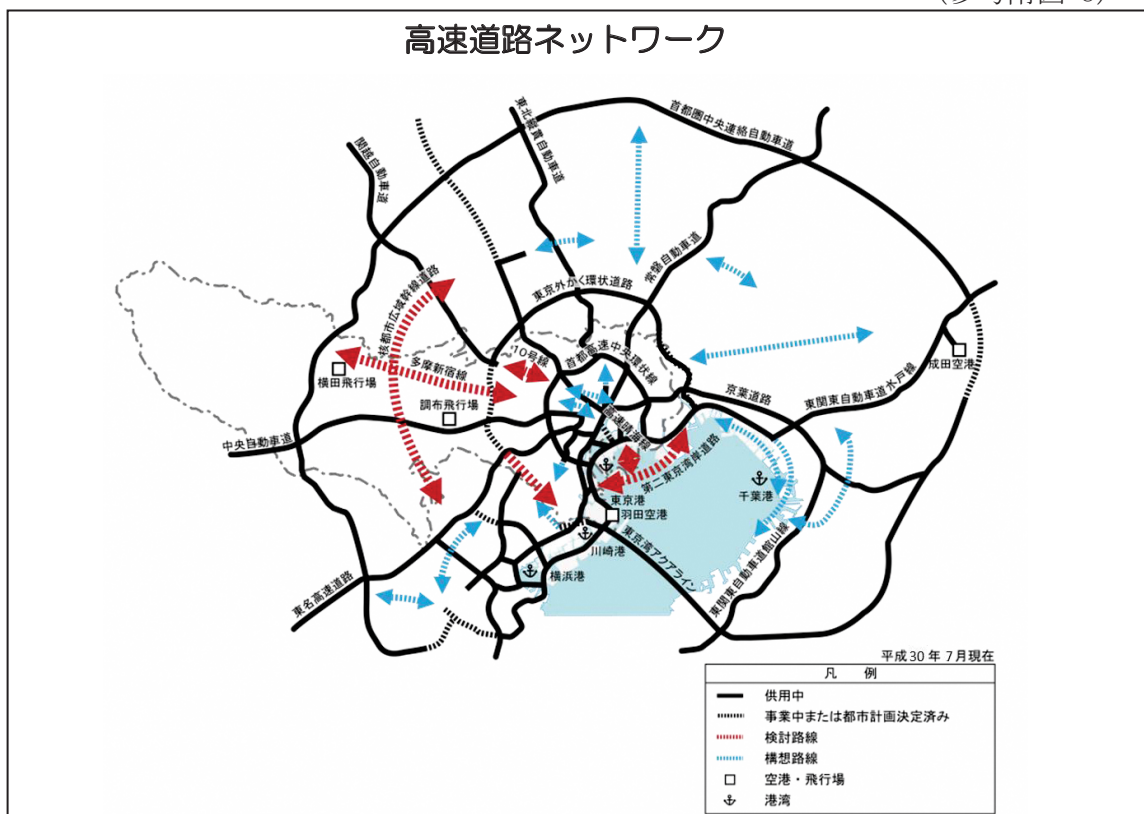 高速道路ネットワーク
首都圏中央連絡自動車道
東北縦貫自動車道
関越自動車道
常磐自動車道
核都市広域幹線道路
東京外かく環状道路
10号線
首都高速中央環状線
多摩新宿線
横田飛行場
調布飛行場
成田空港
京葉道路
東関東自動車道水戸線
中央自動車道
高速晴海線
第二東京湾岸道路
千葉港
東京港
羽田空港
川崎港
横浜港
東京湾アクアライン
東関東自動車道館山線
東名高速道路
平成30年7月現在
凡 例
供用中
事業中または都市計画決定済み
検討路線
構想路線
空港・飛行場
港湾